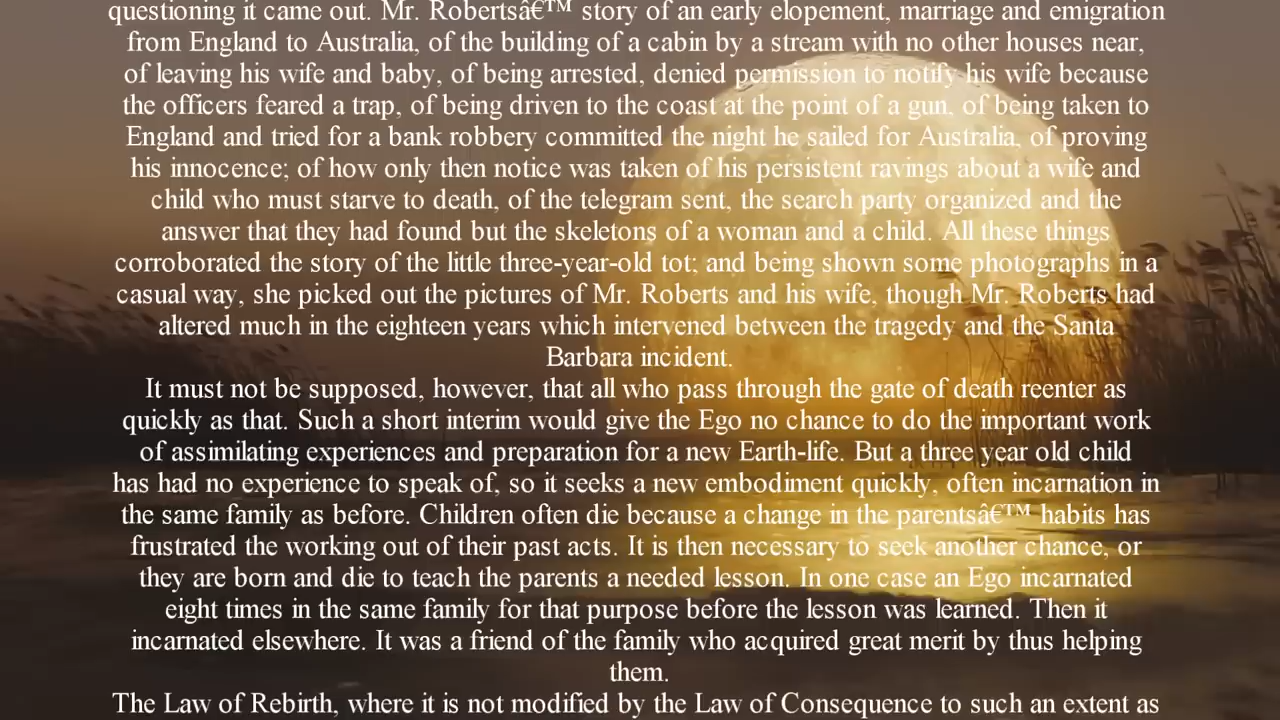 questioning it came out. Mr. Robertsâ€™ story of an early elopement, marriage and emigration
from England to Australia, of the building of a cabin by a stream with no other houses near,
of leaving his wife and baby, of being arrested, denied permission to notify his wife because
the officers feared a trap, of being driven to the coast at the point of a gun, of being taken to
England and tried for a bank robbery committed the night he sailed for Australia, of proving
his innocence; of how only then notice was taken of his persistent ravings about a wife and
child who must starve to death, of the telegram sent, the search party organized and the
answer that they had found but the skeletons of a woman and a child. All these things
corroborated the story of the little three-year-old tot; and being shown some photographs in a
casual way, she picked out the pictures of Mr. Roberts and his wife, though Mr. Roberts had
altered much in the eighteen years which intervened between the tragedy and the Santa
Barbara incident.
It must not be supposed, however, that all who pass through the gate of death reenter as
quickly as that. Such a short interim would give the Ego no chance to do the important work
of assimilating experiences and preparation for a new Earth-life. But a three year old child
has had no experience to speak of, so it seeks a new embodiment quickly, often incarnation in
the same family as before. Children often die because a change in the parentsâ€™ habits has
frustrated the working out of their past acts. It is then necessary to seek another chance, or
they are born and die to teach the parents a needed lesson. In one case an Ego incarnated
eight times in the same family for that purpose before the lesson was learned. Then it
incarnated elsewhere. It was a friend of the family who acquired great merit by thus helping
them.
The Law of Rebirth, where it is not modified by the Law of Consequence to such an extent as